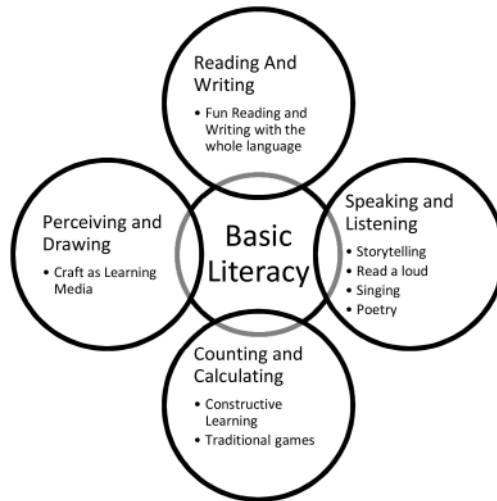 Reading And
Writing
• Fun Reading and
Writing with the
whole language
Perceiving and
Drawing
• Craft as Learning
Media
Basic
Literacy
Speaking and
Listening
• Storytelling
• Read a loud
• Singing
• Poetry
Counting and
Calculating
• Constructive
Learning
• Traditional games